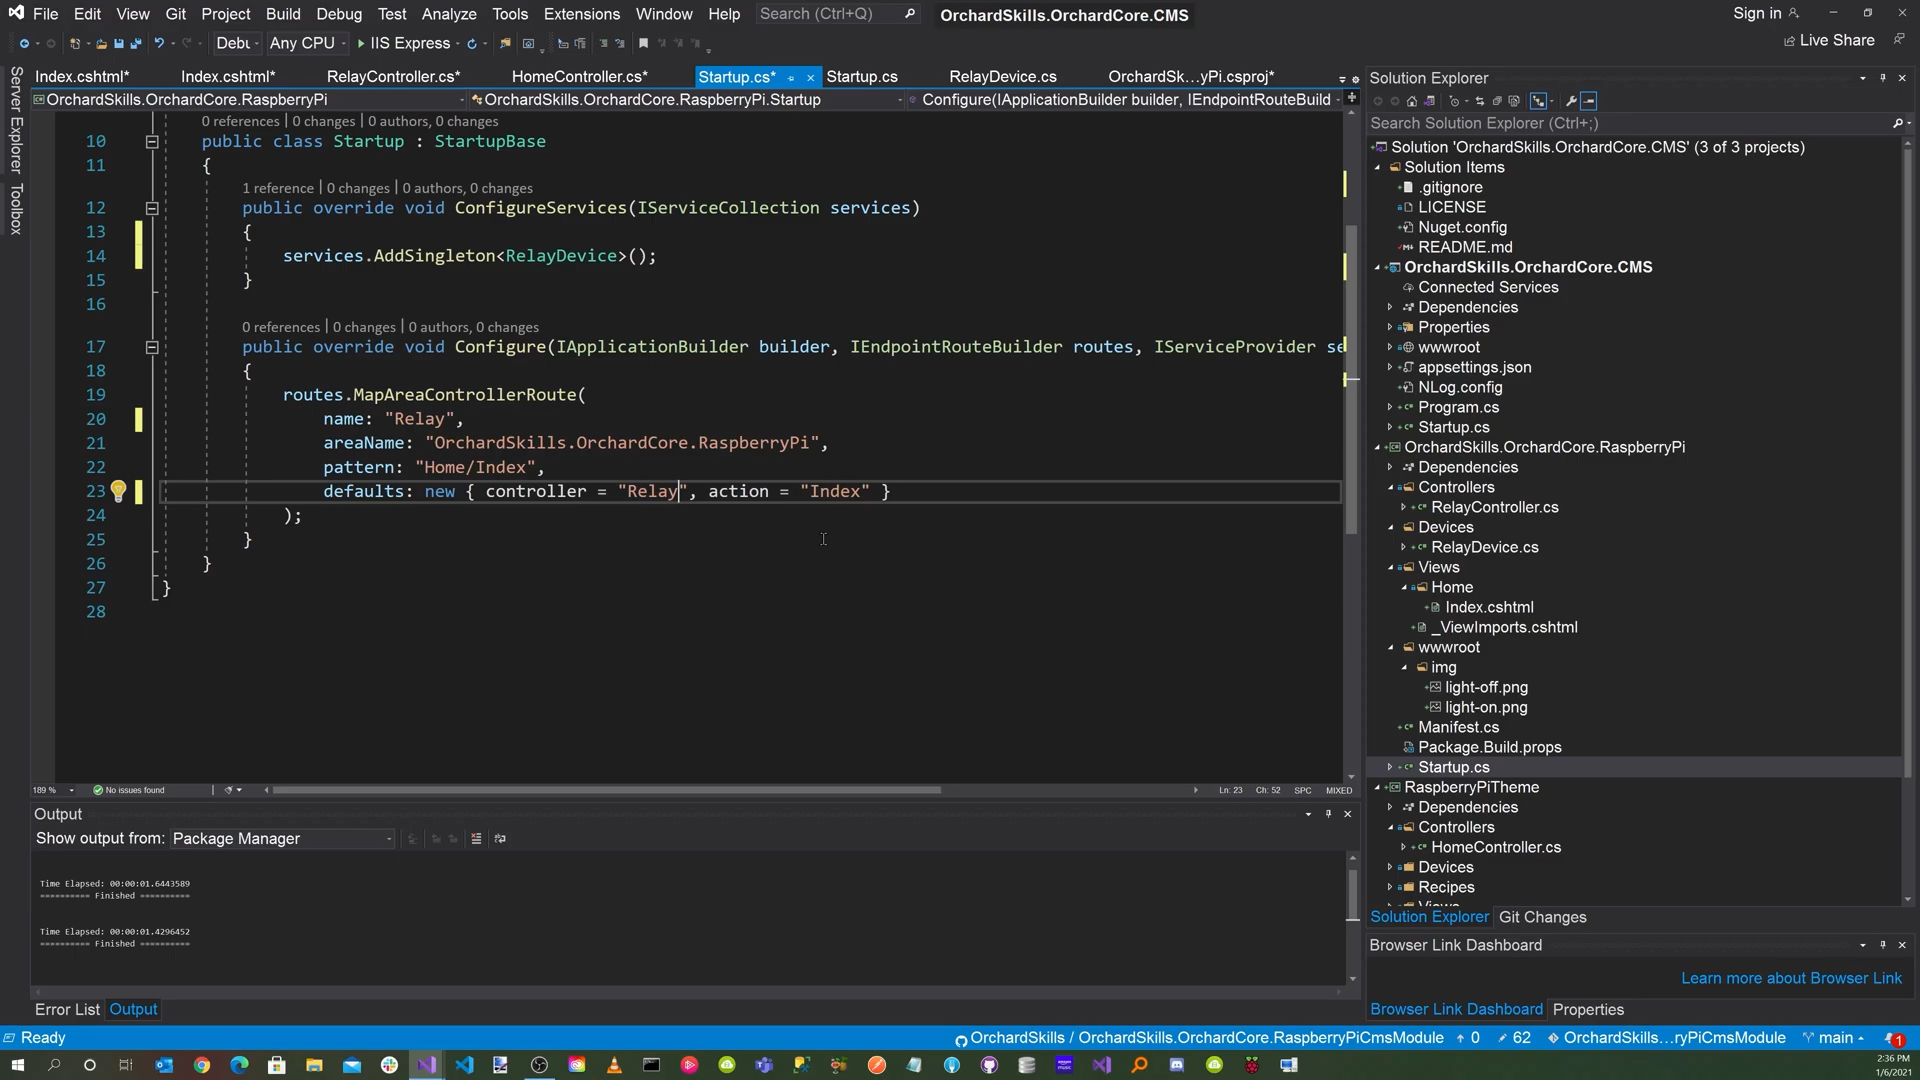 File Edit View Git Project Build Debug Test Analyze Tools Extensions Window Help Search (Ctrl+Q) OrchardSkills.OrchardCore.CMS Sign in
Debu Any CPU IIS Express Live Share
Server Explorer
Toolbox
Index.cshtml* Index.cshtml* RelayController.cs* HomeController.cs* Startup.cs* Startup.cs RelayDevice.cs OrchardSk...yPi.csproj*
OrchardSkills.OrchardCore.RaspberryPi OrchardSkills.OrchardCore.RaspberryPi.Startup Configure(IApplicationBuilder builder, IEndpointRouteBuild
0 references | 0 changes | 0 authors, 0 changes
10 public class Startup : StartupBase
11 {
1 reference | 0 changes | 0 authors, 0 changes
12 public override void ConfigureServices(IServiceCollection services)
13 {
14 services.AddSingleton<RelayDevice>();
15 }
16
0 references | 0 changes | 0 authors, 0 changes
17 public override void Configure(IApplicationBuilder builder, IEndpointRouteBuilder routes, IServiceProvider se
18 {
19 routes.MapAreaControllerRoute(
20 name: "Relay",
21 areaName: "OrchardSkills.OrchardCore.RaspberryPi",
22 pattern: "Home/Index",
23 defaults: new { controller = "Relay", action = "Index" }
24 );
25 }
26 }
27 }
28
189 % No issues found Ln: 23 Ch: 52 SPC MIXED
Output
Show output from: Package Manager
Time Elapsed: 00:00:01.6443589
========== Finished ==========
Time Elapsed: 00:00:01.4296452
========== Finished ==========
Error List Output
Solution Explorer
Search Solution Explorer (Ctrl+;)
Solution 'OrchardSkills.OrchardCore.CMS' (3 of 3 projects)
Solution Items
.gitignore
LICENSE
Nuget.config
README.md
OrchardSkills.OrchardCore.CMS
Connected Services
Dependencies
Properties
wwwroot
appsettings.json
NLog.config
Program.cs
Startup.cs
OrchardSkills.OrchardCore.RaspberryPi
Dependencies
Controllers
RelayController.cs
Devices
RelayDevice.cs
Views
Home
Index.cshtml
_ViewImports.cshtml
wwwroot
img
light-off.png
light-on.png
Manifest.cs
Package.Build.props
Startup.cs
RaspberryPiTheme
Dependencies
Controllers
HomeController.cs
Devices
Recipes
Views
Solution Explorer Git Changes
Browser Link Dashboard
Learn more about Browser Link
Browser Link Dashboard Properties
Ready OrchardSkills / OrchardSkills.OrchardCore.RaspberryPiCmsModule 0 62 OrchardSkills...ryPiCmsModule main 1
2:36 PM
1/6/2021